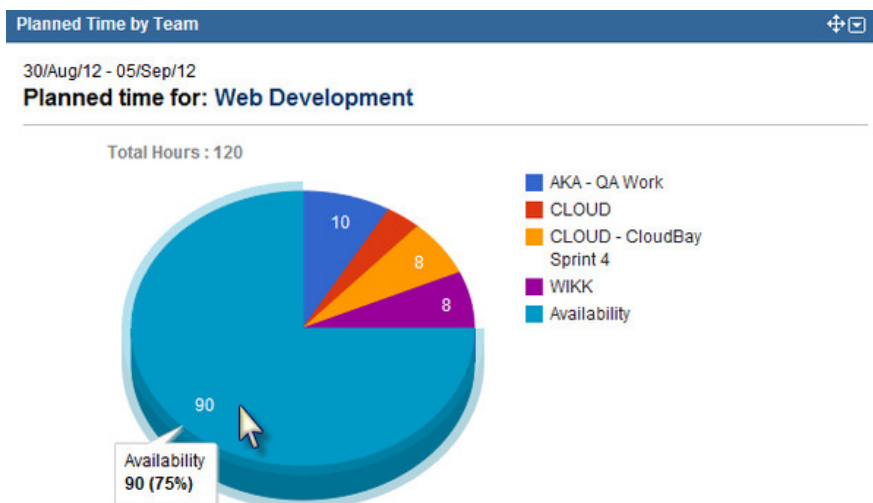 Planned Time by Team
30/Aug/12 - 05/Sep/12
Planned time for: Web Development
Total Hours : 120
10
8
8
90
AKA - QA Work
CLOUD
CLOUD - CloudBay
Sprint 4
WIKK
Availability
Availability
90 (75%)